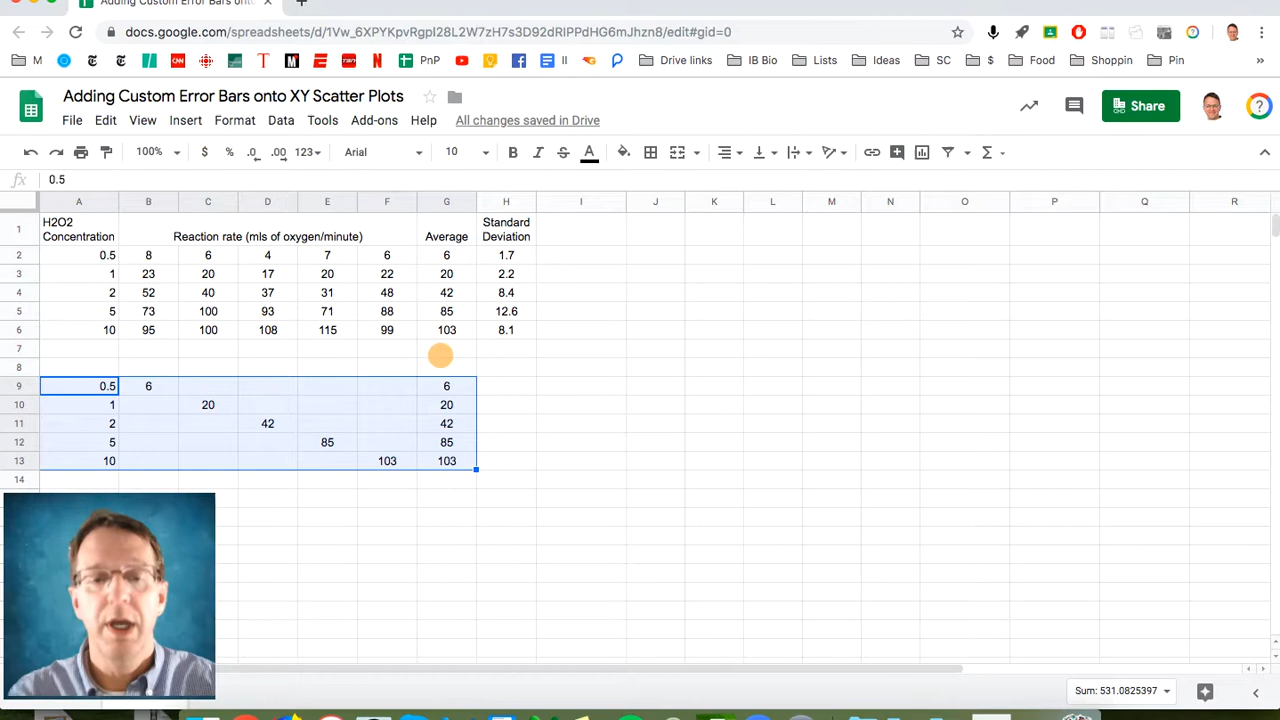 Adding Custom Error Bars onto
docs.google.com/spreadsheets/d/1Vw_6XPYKpvRgpI28L2W7zH7s3D92dRIPPdHG6mJhzn8/edit#gid=0
M CNN PnP II Drive links IB Bio Lists Ideas SC $ Food Shoppin Pin »
Adding Custom Error Bars onto XY Scatter Plots
File Edit View Insert Format Data Tools Add-ons Help All changes saved in Drive
Share
100% $ % .0 .00 123 Arial 10 B I S A
fx 0.5
A B C D E F G H I J K L M N O P Q R
1 H2O2 Concentration Reaction rate (mls of oxygen/minute) Average Standard Deviation
2 0.5 8 6 4 7 6 6 1.7
3 1 23 20 17 20 22 20 2.2
4 2 52 40 37 31 48 42 8.4
5 5 73 100 93 71 88 85 12.6
6 10 95 100 108 115 99 103 8.1
7
8
9 0.5 6 6
10 1 20 20
11 2 42 42
12 5 85 85
13 10 103 103
14
Sum: 531.0825397